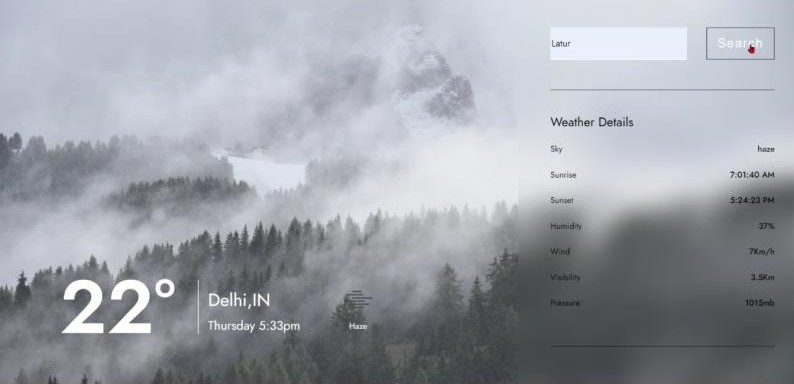 Latur
Search
Weather Details
Sky haze
Sunrise 7:01:40 AM
Sunset 5:24:23 PM
Humidity 37%
Wind 7Km/h
Visibility 3.5Km
Pressure 1015mb
22°
Delhi,IN
Thursday 5:33pm
Haze